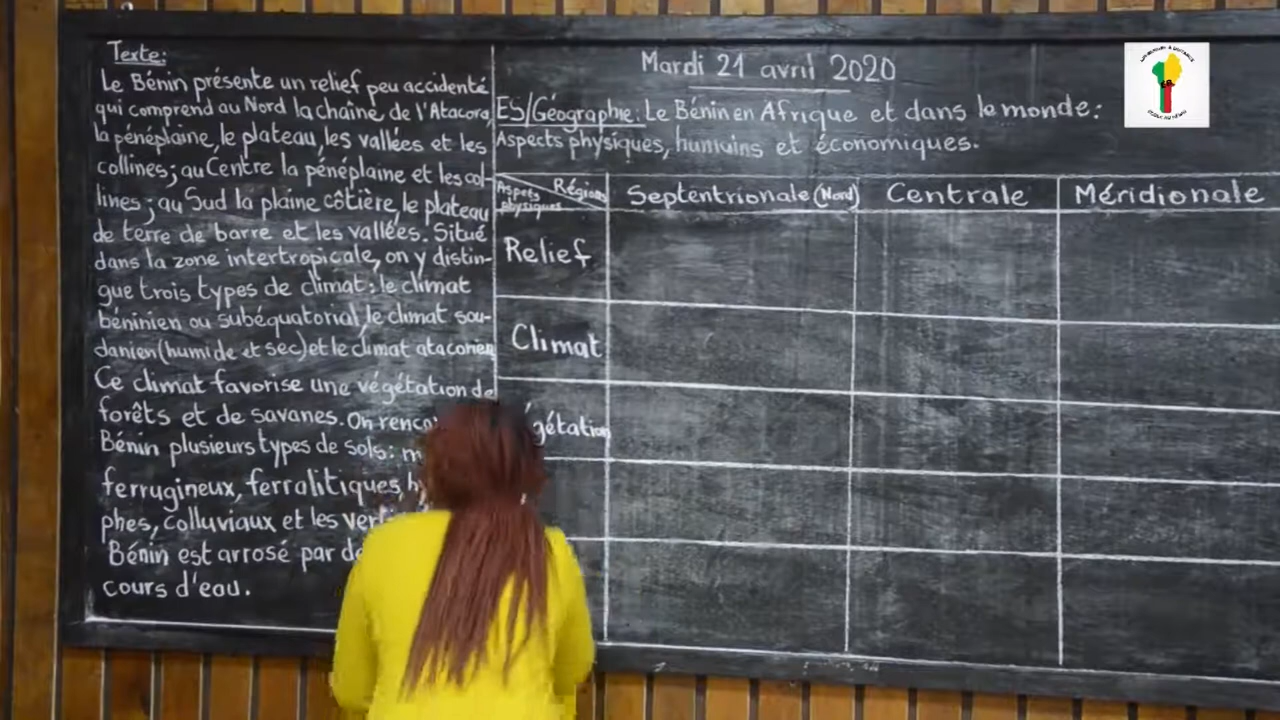 Texte:
Le Bénin présente un relief peu accidenté
qui comprend au Nord la chaîne de l'Atacora,
la pénéplaine, le plateau, les vallées et les
collines; au Centre la pénéplaine et les col-
lines; au Sud la plaine côtière, le plateau
de terre de barre et les vallées. Situé
dans la zone intertropicale, on y distin-
gue trois types de climat: le climat
béninien ou subéquatorial, le climat sou-
danien (humide et sec) et le climat atacorien
Ce climat favorise une végétation de
forêts et de savanes. On renco
Bénin plusieurs types de sols: m
ferrugineux, ferralitiques, h
phes, colluviaux et les vert
Bénin est arrosé par de
cours d'eau.
Mardi 21 avril 2020
ES/Géographie: Le Bénin en Afrique et dans le monde:
Aspects physiques, humains et économiques.
Régions
Aspets physiques
Septentrionale (Nord)
Centrale
Méridionale
Relief
Climat
gétation